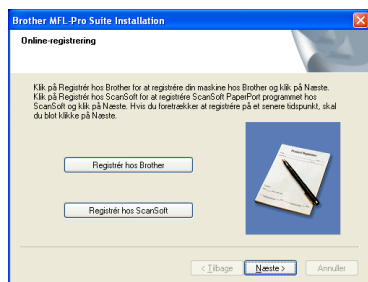 Brother MFL-Pro Suite Installation
Online-registrering
Klik på Registrér hos Brother for at registrére din maskine hos Brother og klik på Næste.
Klik på Registrér hos ScanSoft for at registrére ScanSoft PaperPort programmet hos
ScanSoft og klik på Næste. Hvis du foretrækker at registrére på et senere tidspunkt, skal
du blot klikke på Næste.
Registrér hos Brother
Registrér hos ScanSoft
< Tilbage
Næste >
Annuller